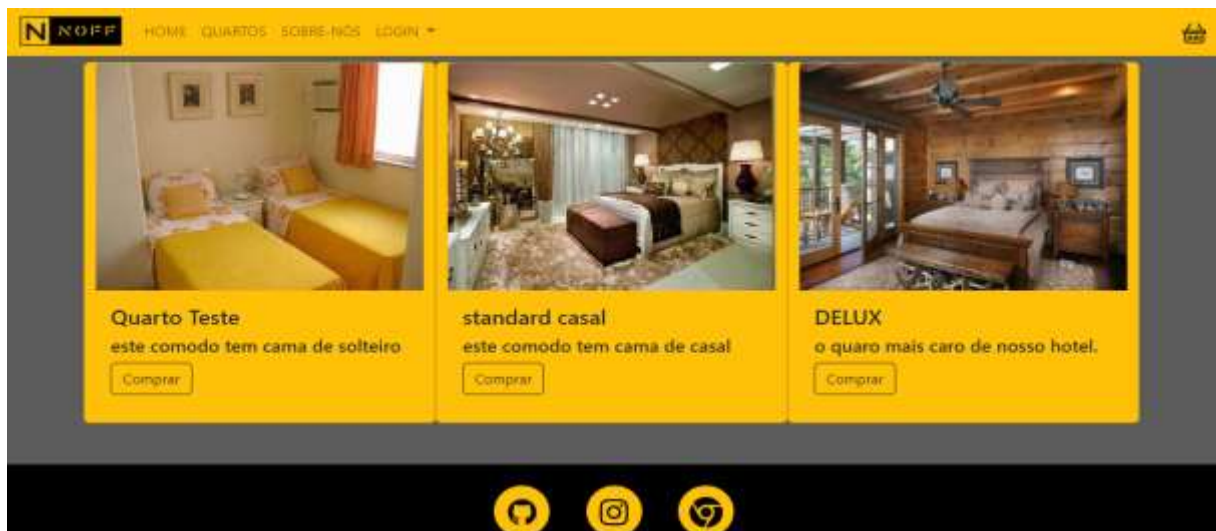 N NOFF HOME QUARTOS SOBRE-NÓS LOGIN
Quarto Teste
este comodo tem cama de solteiro
Comprar
standard casal
este comodo tem cama de casal
Comprar
DELUX
o quaro mais caro de nosso hotel.
Comprar